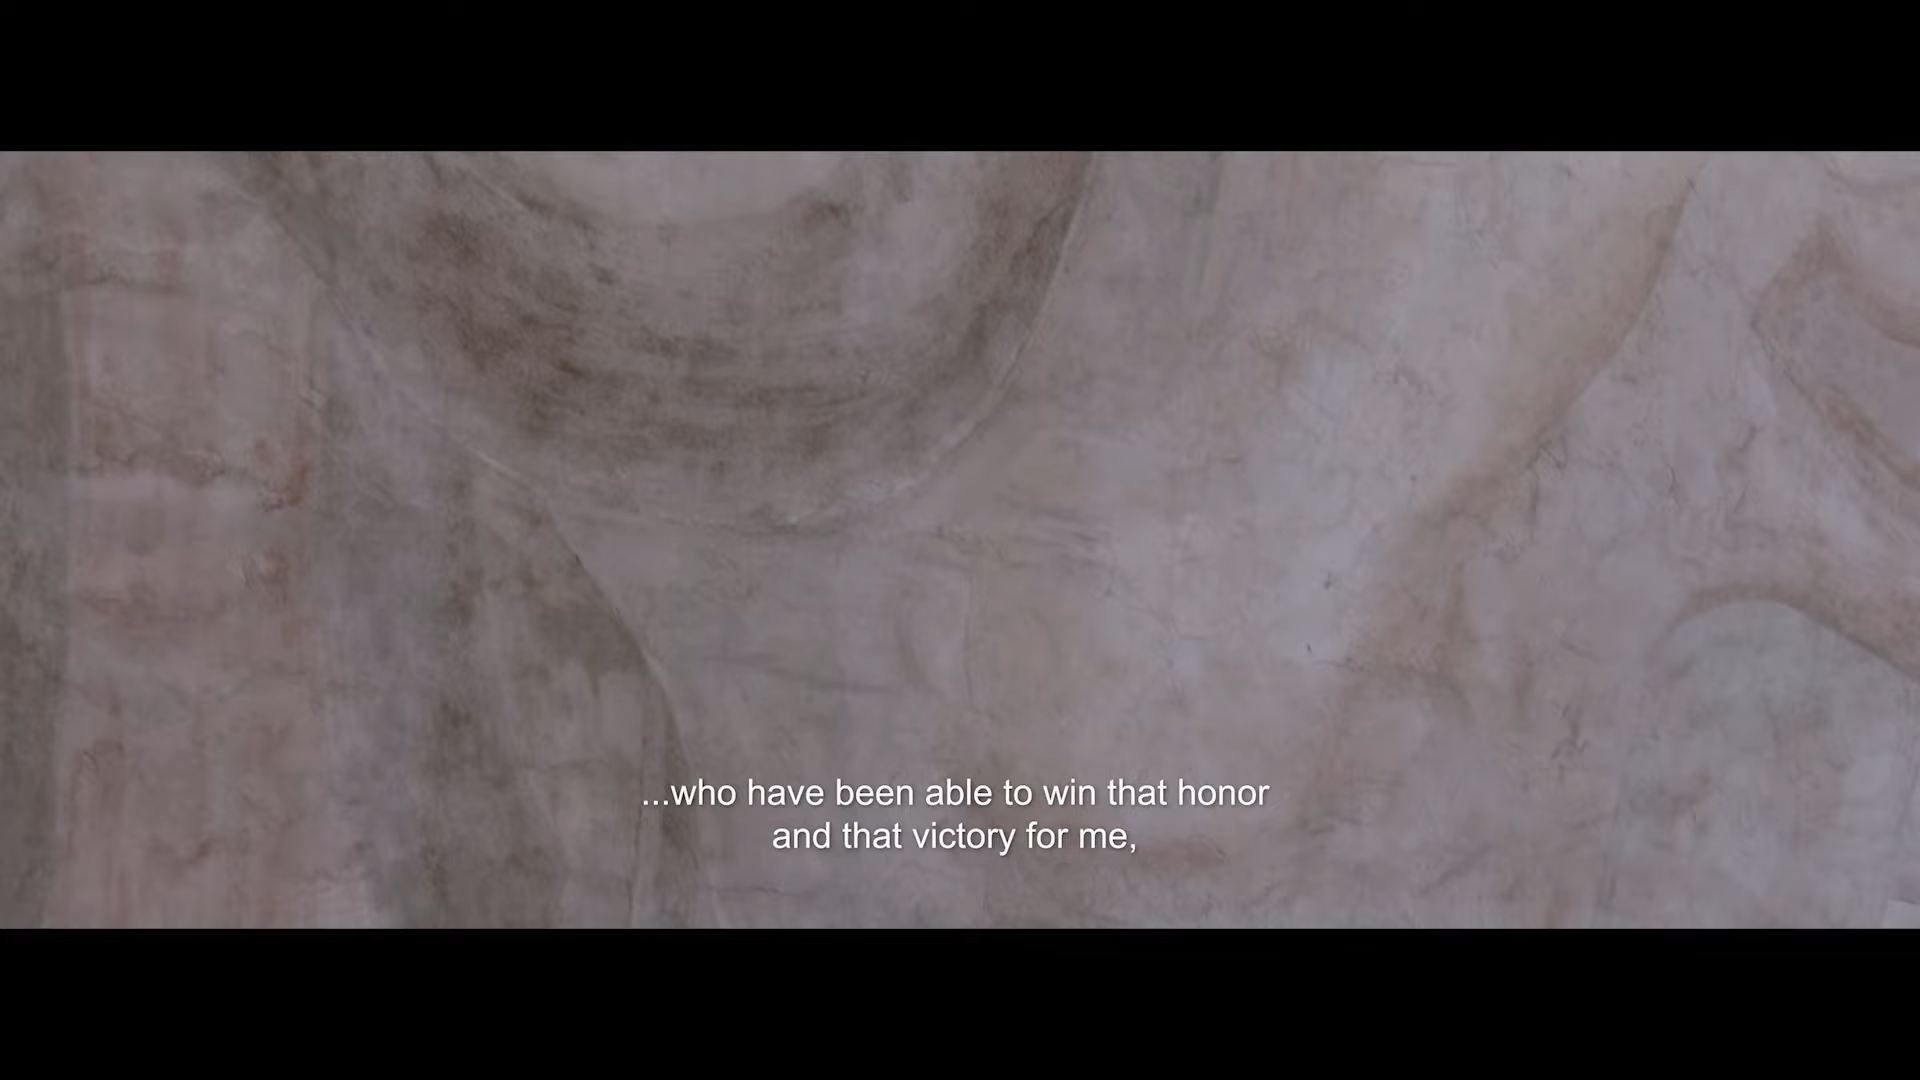 ...who have been able to win that honor
and that victory for me,